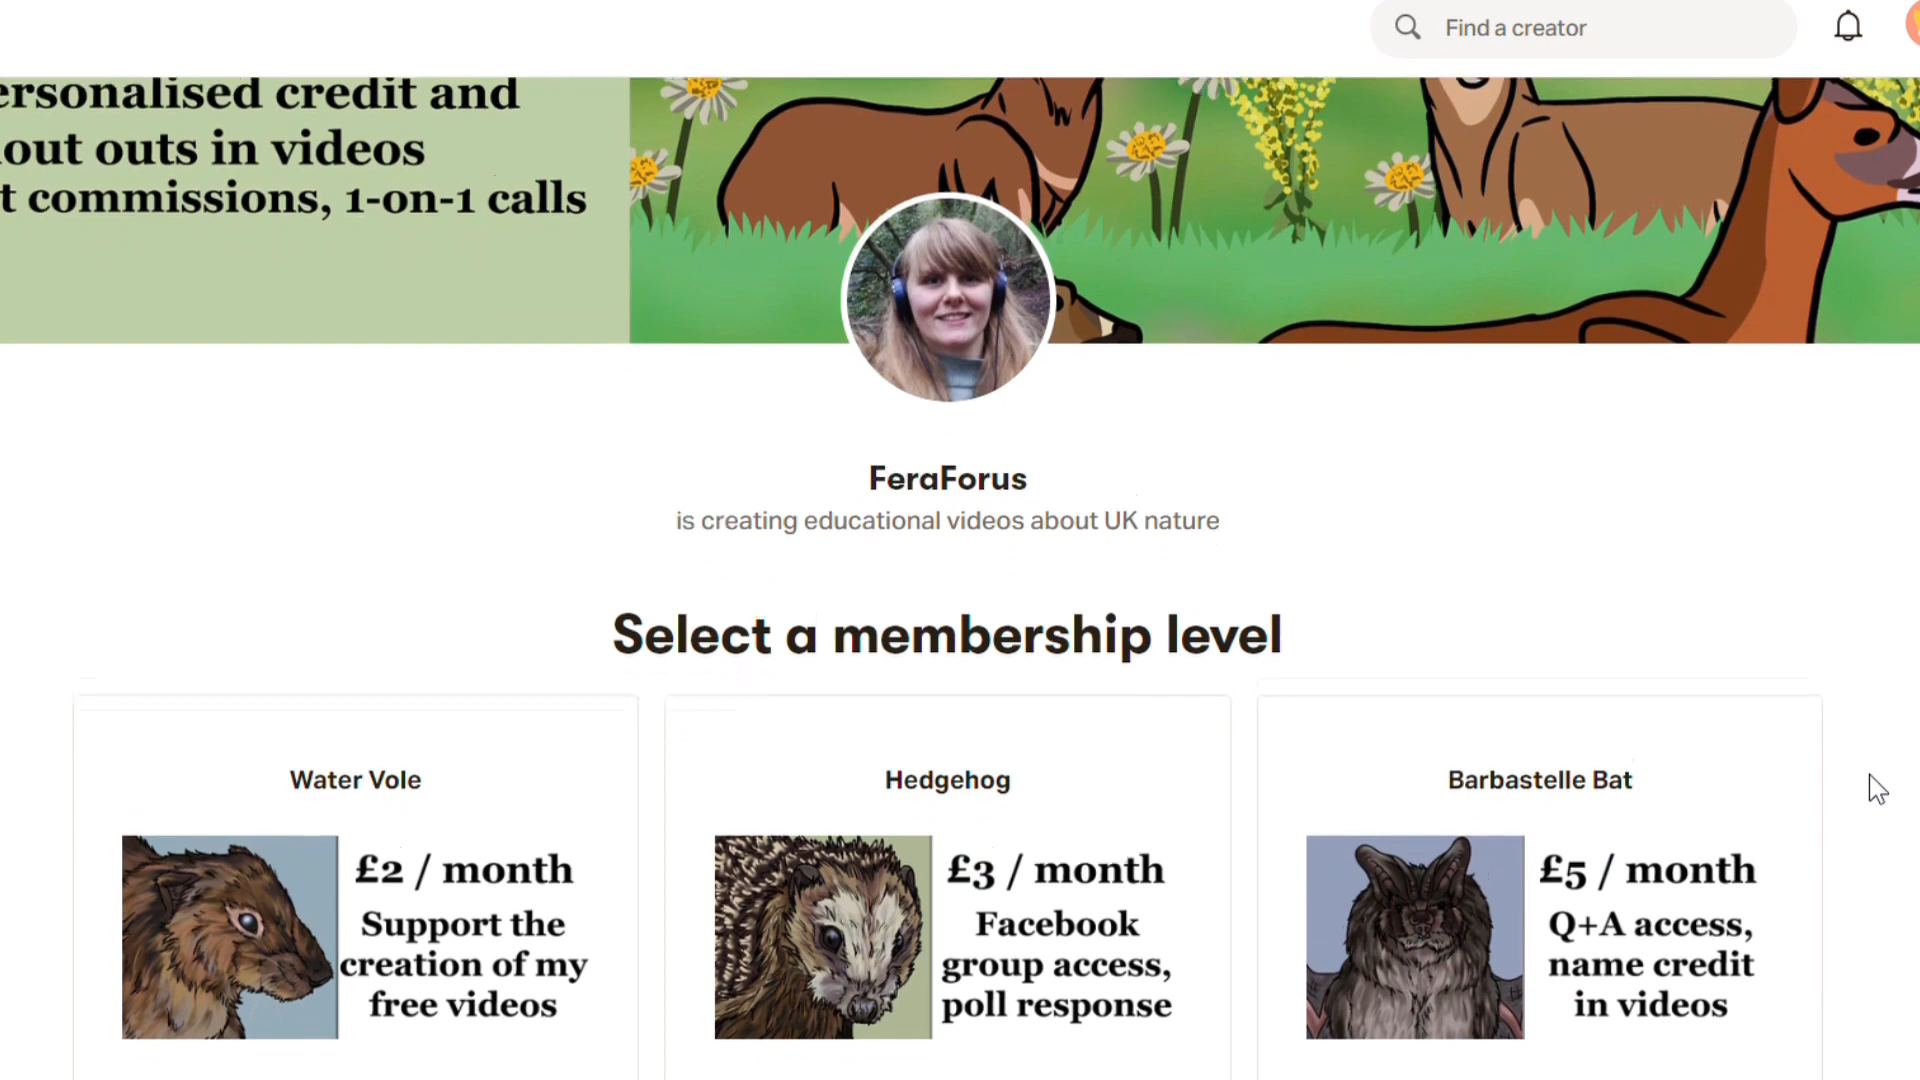 Find a creator
ersonalised credit and
out outs in videos
t commissions, 1-on-1 calls
FeraForus
is creating educational videos about UK nature
Select a membership level
Water Vole
£2 / month
Support the
creation of my
free videos
Hedgehog
£3 / month
Facebook
group access,
poll response
Barbastelle Bat
£5 / month
Q+A access,
name credit
in videos